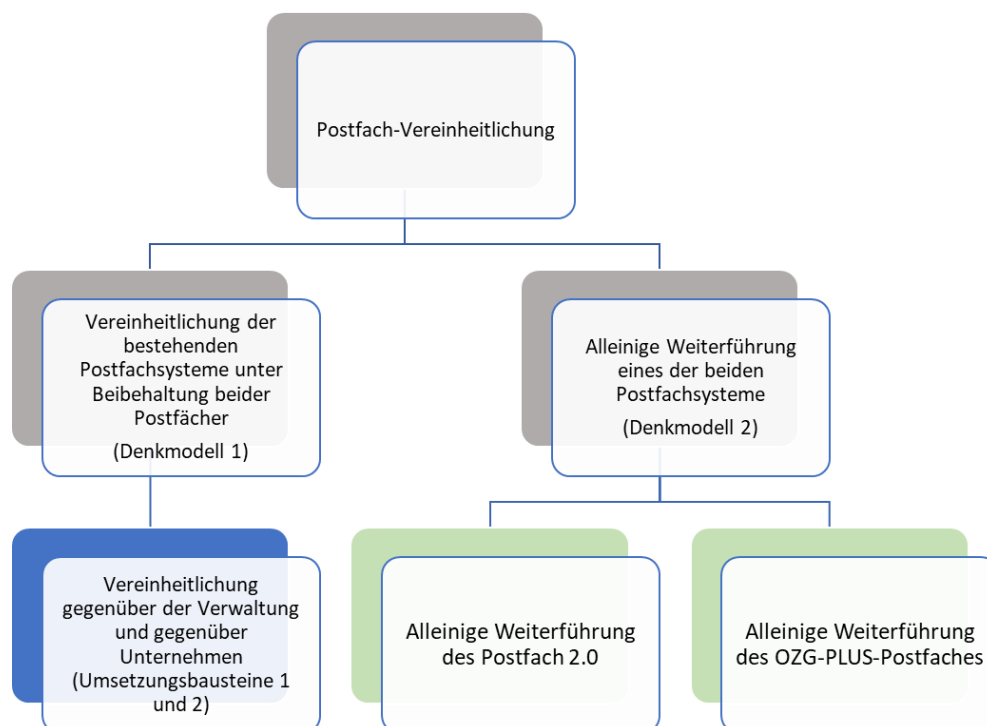 Postfach-Vereinheitlichung
Vereinheitlichung der
bestehenden
Postfachsysteme unter
Beibehaltung beider
Postfächer
(Denkmodell 1)
Alleinige Weiterführung
eines der beiden
Postfachsysteme
(Denkmodell 2)
Vereinheitlichung
gegenüber der Verwaltung
und gegenüber
Unternehmen
(Umsetzungsbausteine 1
und 2)
Alleinige Weiterführung
des Postfach 2.0
Alleinige Weiterführung
des OZG-PLUS-Postfaches